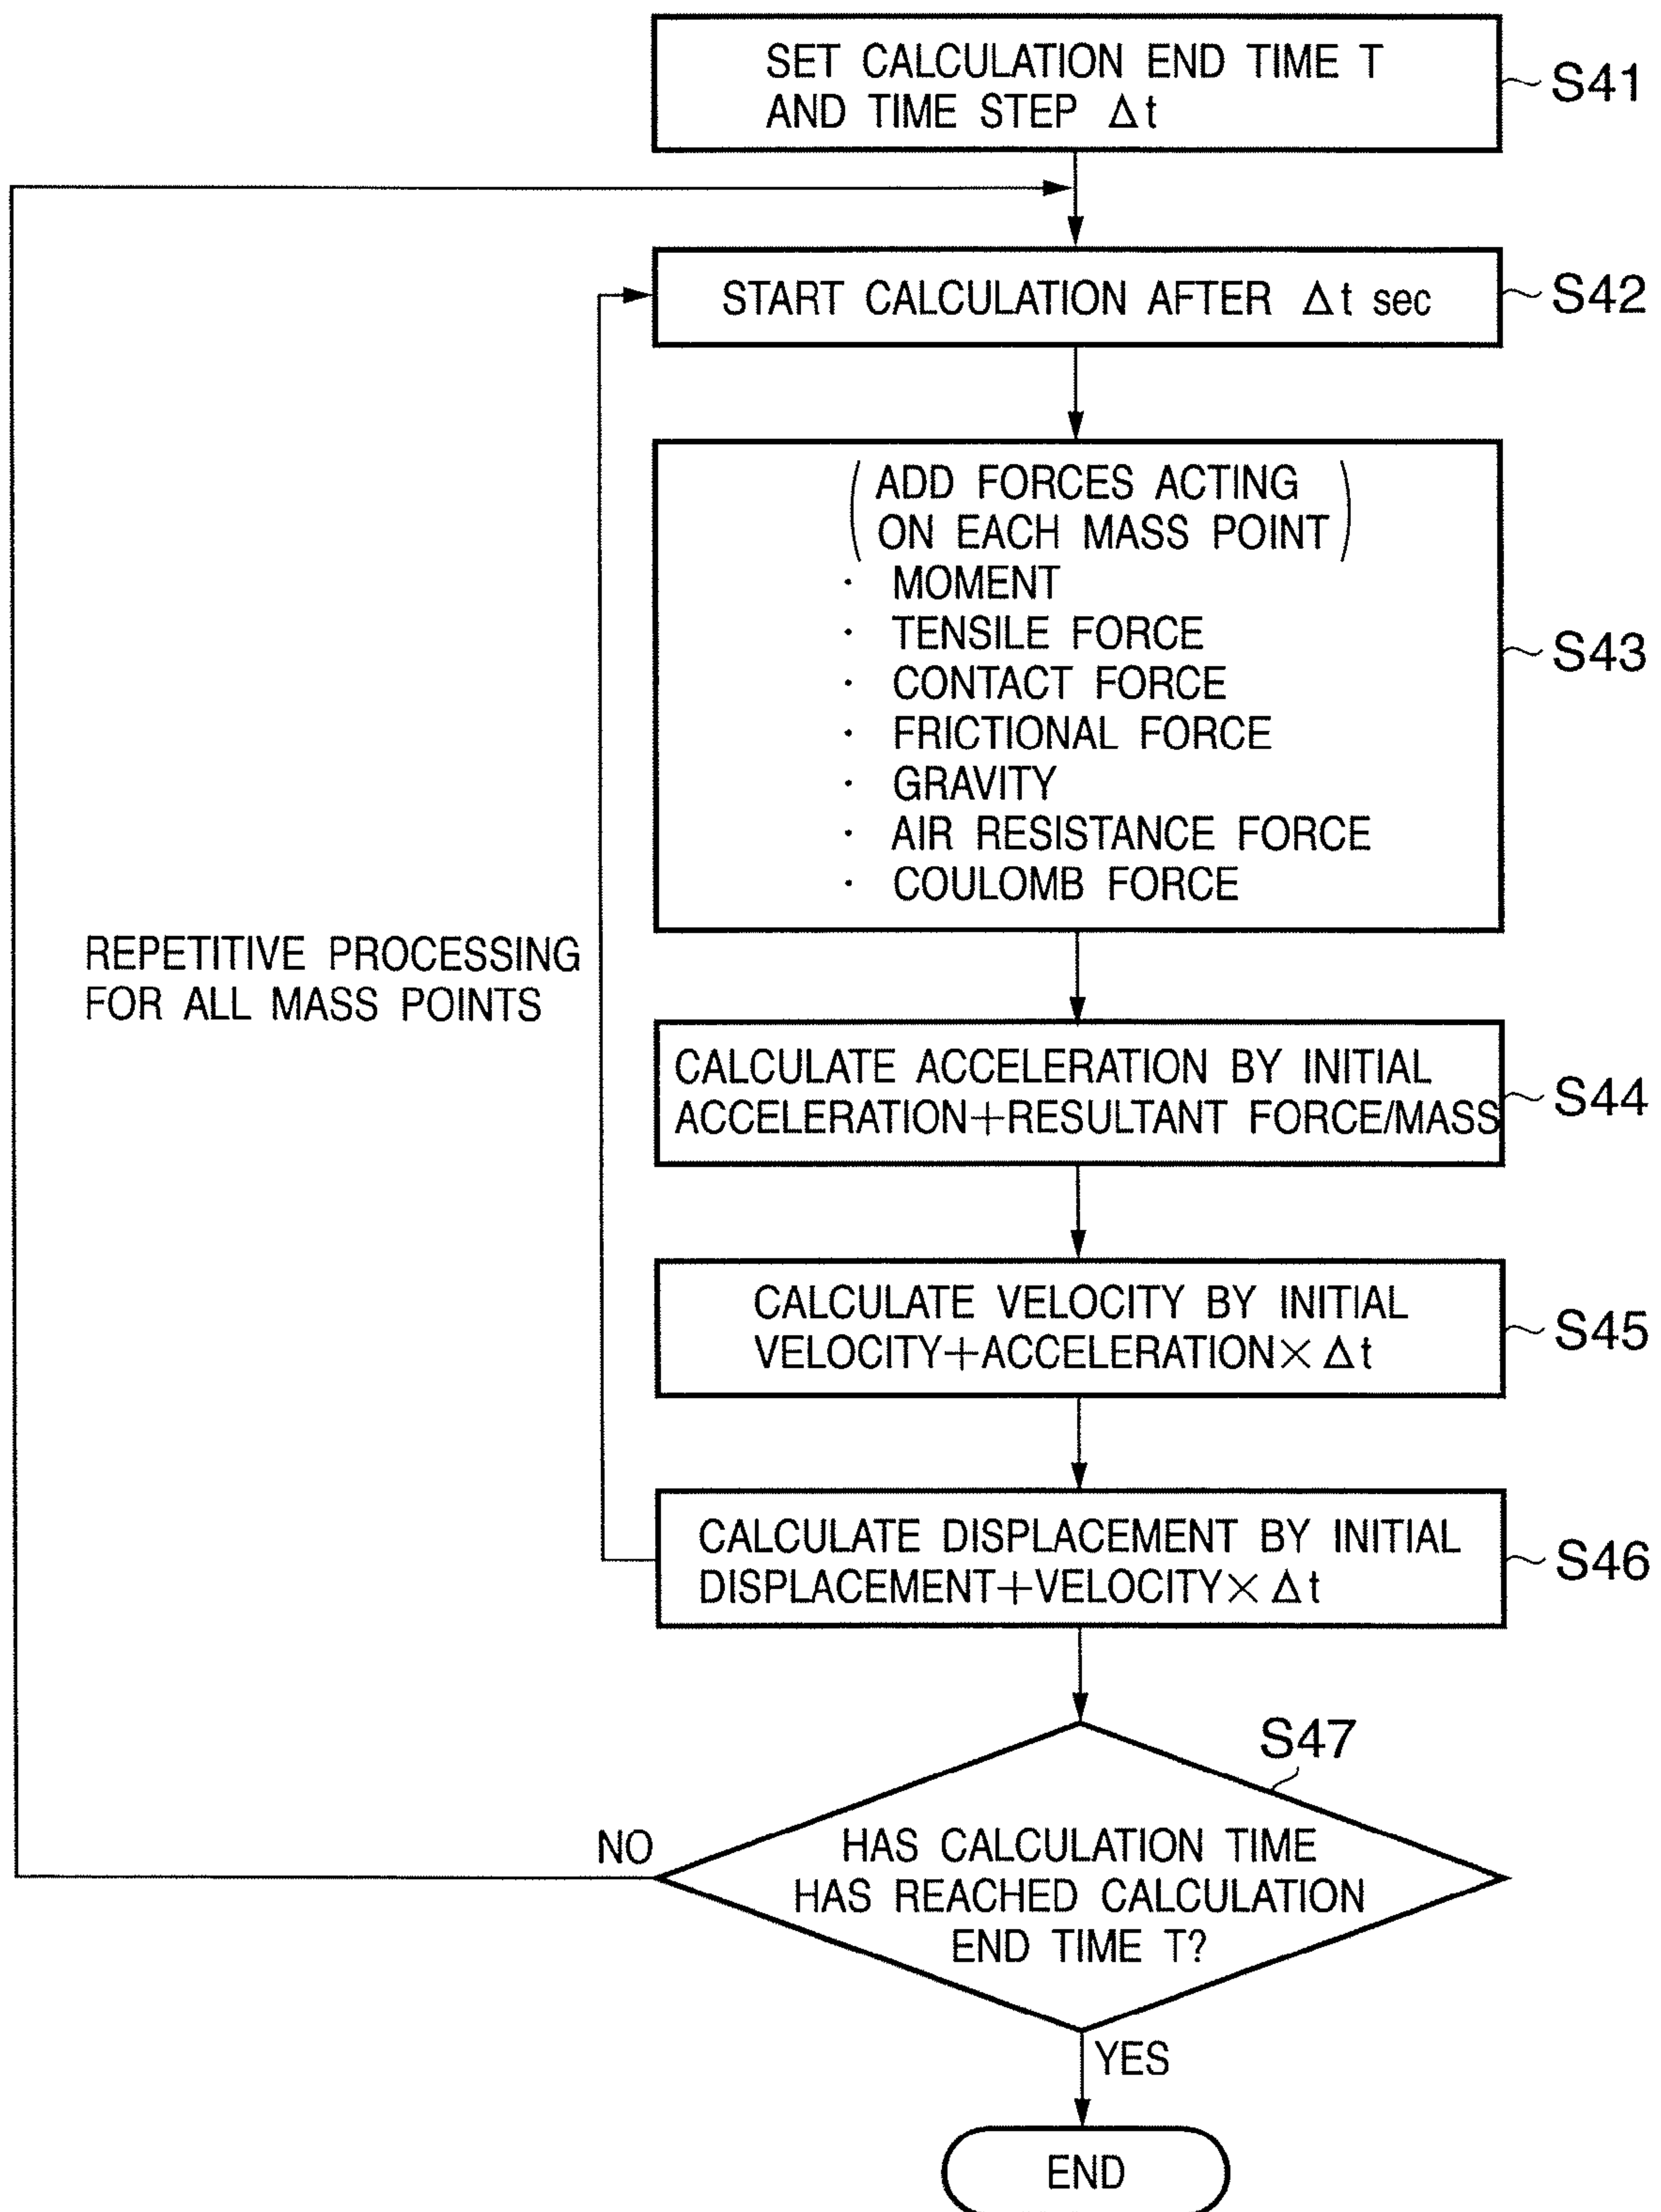 SET CALCULATION END TIME T
AND TIME STEP Δt
S41
START CALCULATION AFTER Δt sec
S42
(ADD FORCES ACTING
ON EACH MASS POINT)
· MOMENT
· TENSILE FORCE
· CONTACT FORCE
· FRICTIONAL FORCE
· GRAVITY
· AIR RESISTANCE FORCE
· COULOMB FORCE
S43
REPETITIVE PROCESSING
FOR ALL MASS POINTS
CALCULATE ACCELERATION BY INITIAL
ACCELERATION+RESULTANT FORCE/MASS
S44
CALCULATE VELOCITY BY INITIAL
VELOCITY+ACCELERATION×Δt
S45
CALCULATE DISPLACEMENT BY INITIAL
DISPLACEMENT+VELOCITY×Δt
S46
S47
NO
HAS CALCULATION TIME
HAS REACHED CALCULATION
END TIME T?
YES
END